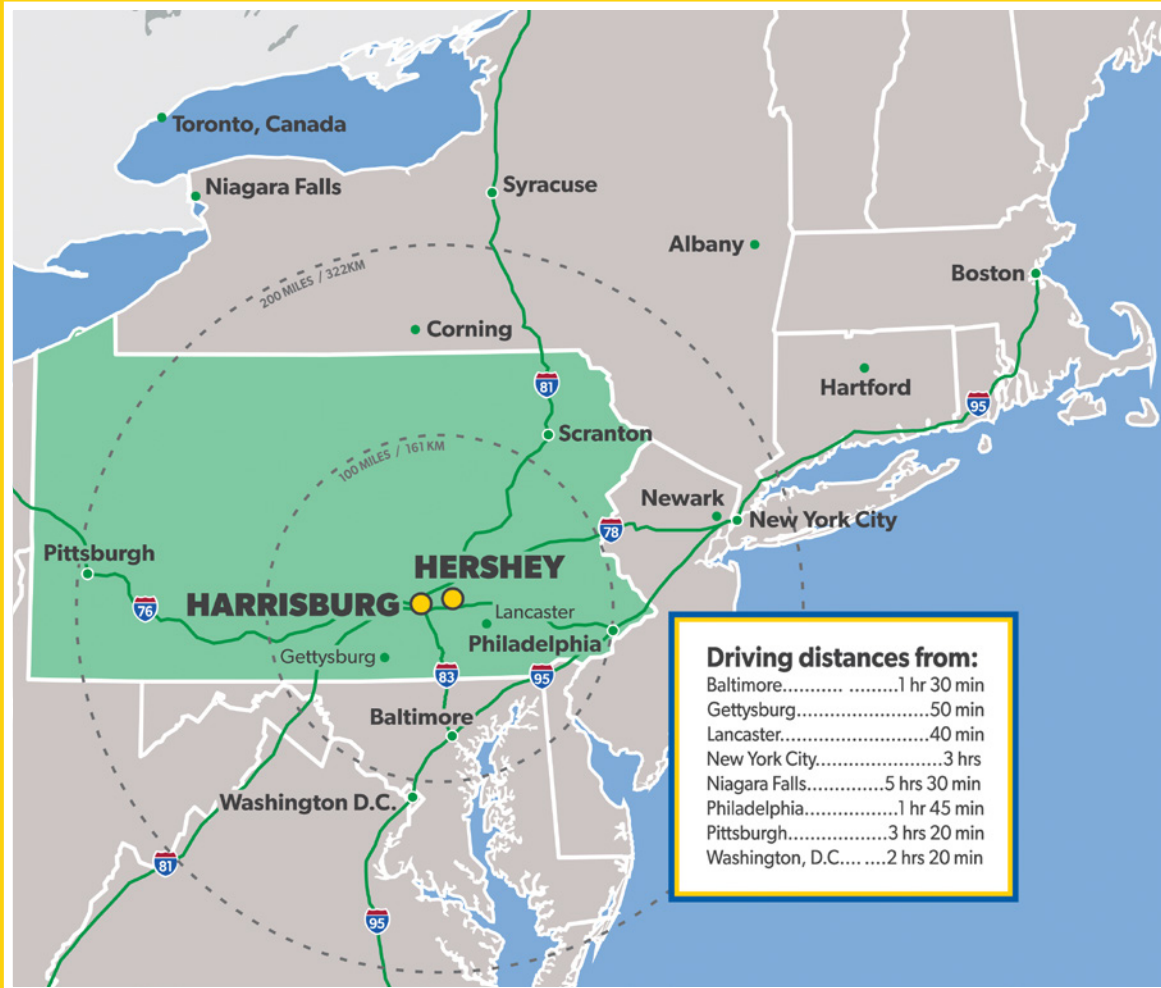 Toronto, Canada
Niagara Falls
Syracuse
Albany
Boston
200 MILES / 322KM
Corning
Hartford
81
95
Scranton
100 MILES / 161KM
Newark
New York City
78
Pittsburgh
HERSHEY
HARRISBURG
76
Lancaster
Philadelphia
Gettysburg
83
95
Baltimore
Washington D.C.
81
95
Driving distances from:
Baltimore........... .........1 hr 30 min
Gettysburg.......................50 min
Lancaster.........................40 min
New York City.....................3 hrs
Niagara Falls.............5 hrs 30 min
Philadelphia...............1 hr 45 min
Pittsburgh.................3 hrs 20 min
Washington, D.C.... ....2 hrs 20 min